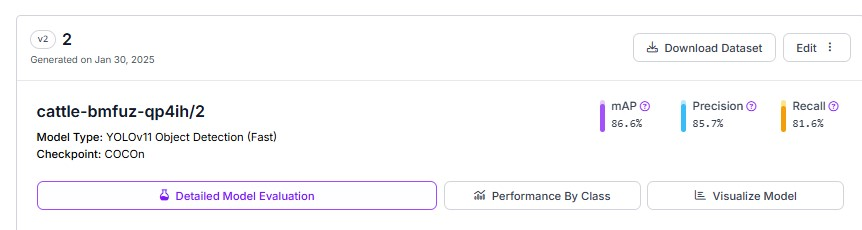 v2 2 Download Dataset Edit
Generated on Jan 30, 2025
cattle-bmfuz-qp4ih/2
Model Type: YOLOv11 Object Detection (Fast)
Checkpoint: COCOn
mAP Precision Recall
86.6% 85.7% 81.6%
Detailed Model Evaluation Performance By Class Visualize Model